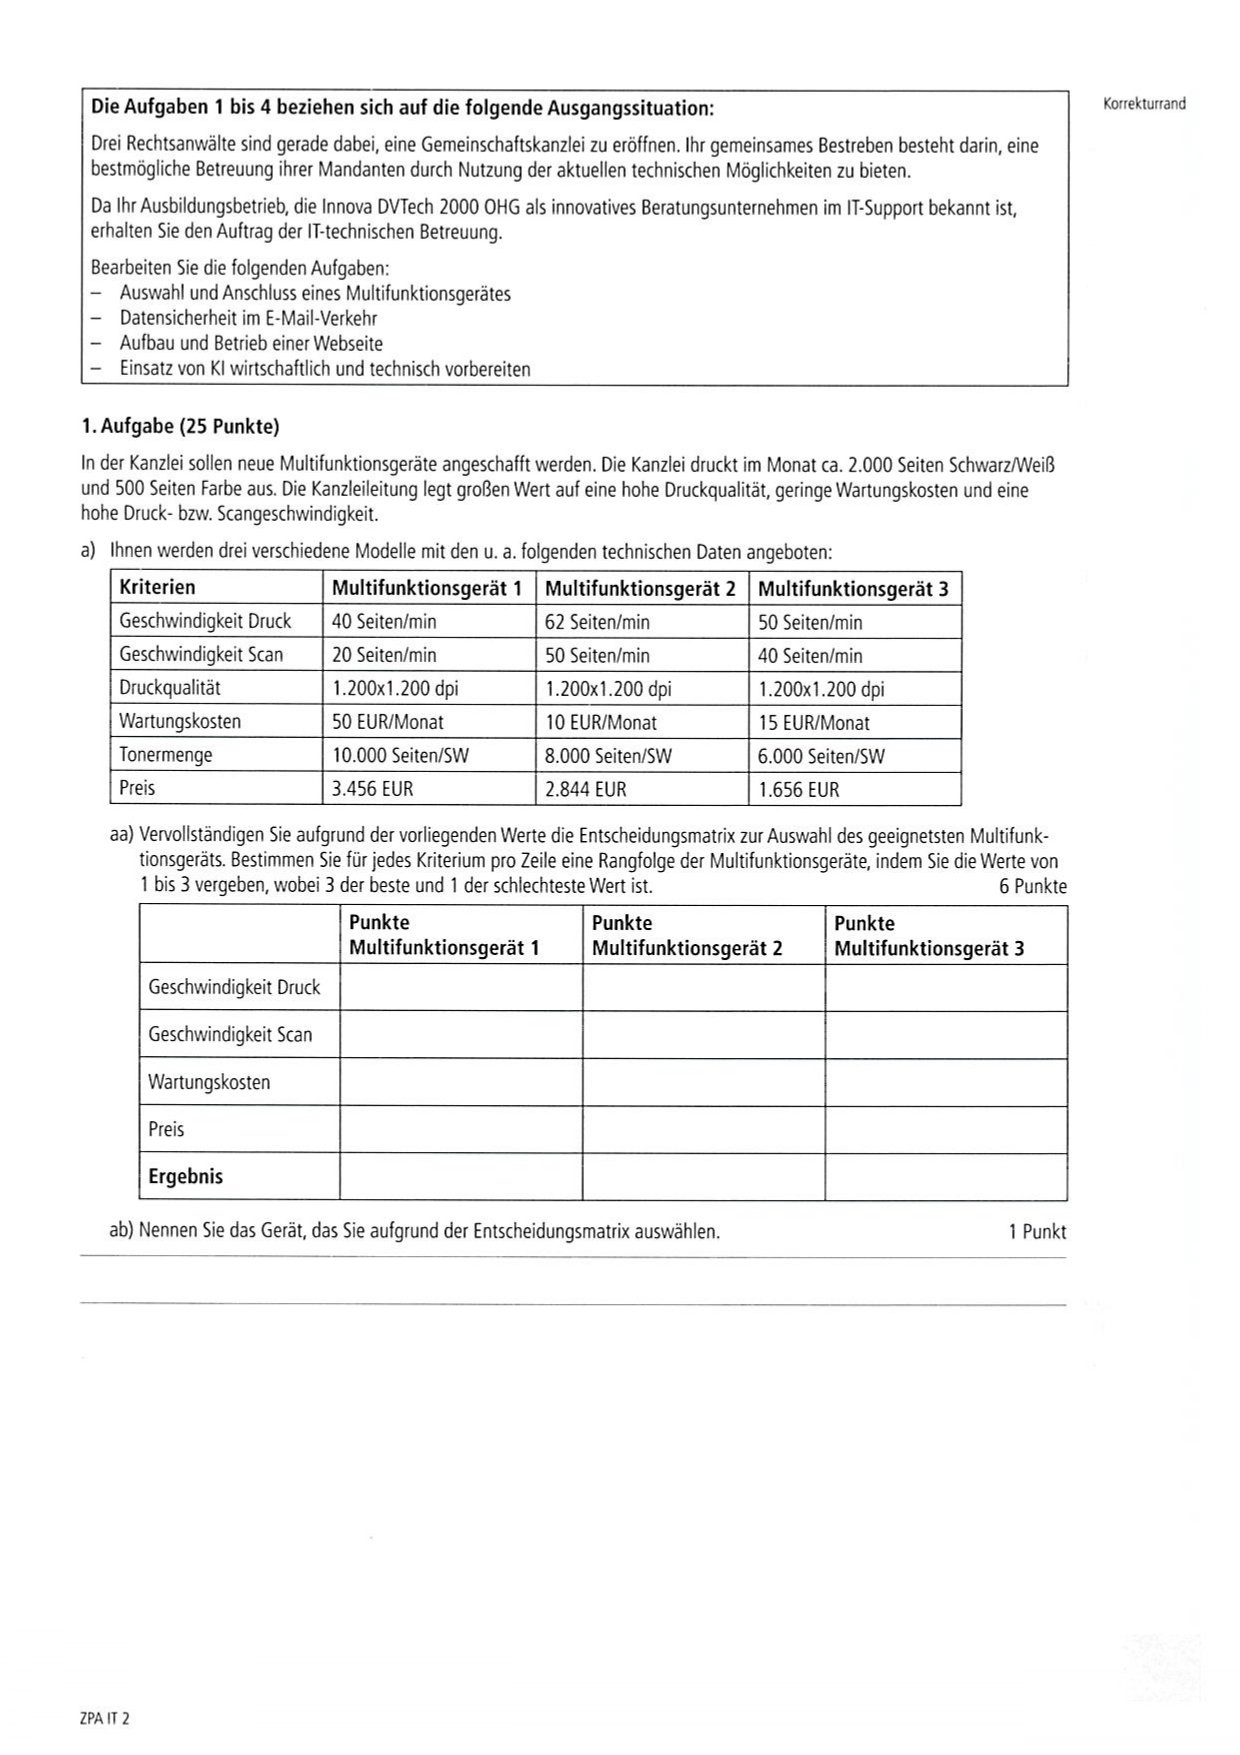 Korrekturrand
Die Aufgaben 1 bis 4 beziehen sich auf die folgende Ausgangssituation:
Drei Rechtsanwälte sind gerade dabei, eine Gemeinschaftskanzlei zu eröffnen. Ihr gemeinsames Bestreben besteht darin, eine
bestmögliche Betreuung ihrer Mandanten durch Nutzung der aktuellen technischen Möglichkeiten zu bieten.
Da Ihr Ausbildungsbetrieb, die Innova DVTech 2000 OHG als innovatives Beratungsunternehmen im IT-Support bekannt ist,
erhalten Sie den Auftrag der IT-technischen Betreuung.
Bearbeiten Sie die folgenden Aufgaben:
– Auswahl und Anschluss eines Multifunktionsgerätes
– Datensicherheit im E-Mail-Verkehr
– Aufbau und Betrieb einer Webseite
– Einsatz von KI wirtschaftlich und technisch vorbereiten
1. Aufgabe (25 Punkte)
In der Kanzlei sollen neue Multifunktionsgeräte angeschafft werden. Die Kanzlei druckt im Monat ca. 2.000 Seiten Schwarz/Weiß
und 500 Seiten Farbe aus. Die Kanzleileitung legt großen Wert auf eine hohe Druckqualität, geringe Wartungskosten und eine
hohe Druck- bzw. Scangeschwindigkeit.
a) Ihnen werden drei verschiedene Modelle mit den u. a. folgenden technischen Daten angeboten:
Kriterien Multifunktionsgerät 1 Multifunktionsgerät 2 Multifunktionsgerät 3
Geschwindigkeit Druck 40 Seiten/min 62 Seiten/min 50 Seiten/min
Geschwindigkeit Scan 20 Seiten/min 50 Seiten/min 40 Seiten/min
Druckqualität 1.200x1.200 dpi 1.200x1.200 dpi 1.200x1.200 dpi
Wartungskosten 50 EUR/Monat 10 EUR/Monat 15 EUR/Monat
Tonermenge 10.000 Seiten/SW 8.000 Seiten/SW 6.000 Seiten/SW
Preis 3.456 EUR 2.844 EUR 1.656 EUR
aa) Vervollständigen Sie aufgrund der vorliegenden Werte die Entscheidungsmatrix zur Auswahl des geeignetsten Multifunk-
tionsgeräts. Bestimmen Sie für jedes Kriterium pro Zeile eine Rangfolge der Multifunktionsgeräte, indem Sie die Werte von
1 bis 3 vergeben, wobei 3 der beste und 1 der schlechteste Wert ist. 6 Punkte
Punkte Punkte Punkte
Multifunktionsgerät 1 Multifunktionsgerät 2 Multifunktionsgerät 3
Geschwindigkeit Druck
Geschwindigkeit Scan
Wartungskosten
Preis
Ergebnis
ab) Nennen Sie das Gerät, das Sie aufgrund der Entscheidungsmatrix auswählen. 1 Punkt
ZPA IT 2